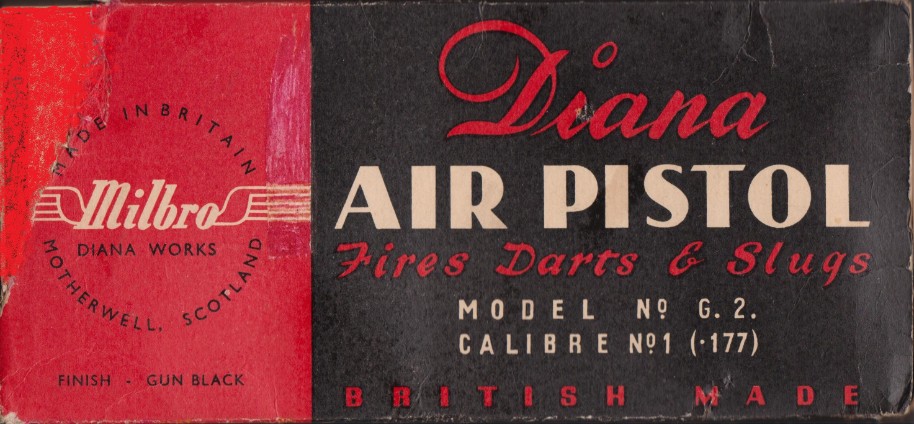 MADE IN BRITAIN
Milbro
DIANA WORKS
MOTHERWELL, SCOTLAND
FINISH - GUN BLACK
Diana
AIR PISTOL
Fires Darts & Slugs
MODEL Nº G. 2.
CALIBRE Nº1 (·177)
BRITISH MADE